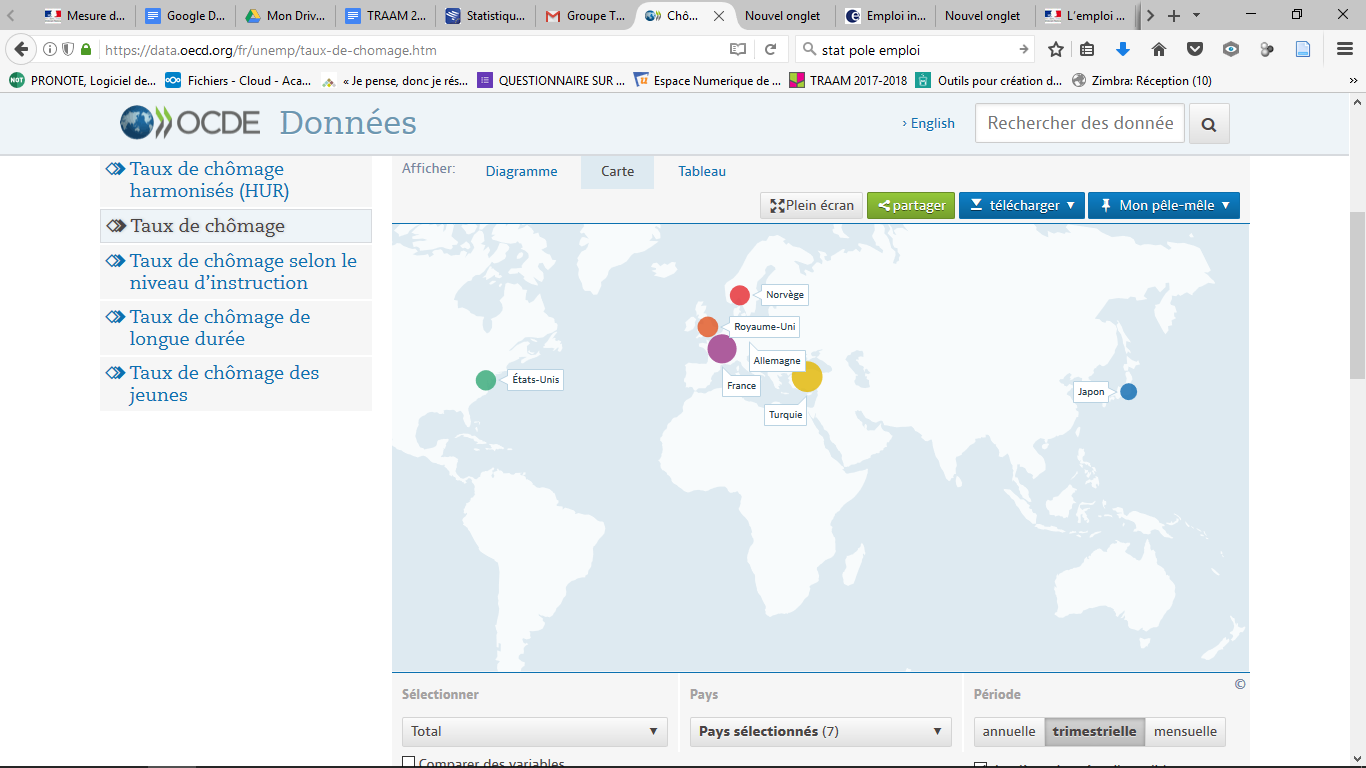 Mesure d...
Google D...
Mon Driv...
TRAAM 2...
Statistiqu...
Groupe T...
Chô...
Nouvel onglet
Emploi in...
Nouvel onglet
L'emploi ...
https://data.oecd.org/fr/unemp/taux-de-chomage.htm
stat pole emploi
PRONOTE, Logiciel de...
Fichiers - Cloud - Aca...
« Je pense, donc je rés...
QUESTIONNAIRE SUR ...
Espace Numerique de ...
TRAAM 2017-2018
Outils pour création d...
Zimbra: Réception (10)
OCDE Données
› English
Rechercher des donnée
Taux de chômage
harmonisés (HUR)
Taux de chômage
Taux de chômage selon le
niveau d'instruction
Taux de chômage de
longue durée
Taux de chômage des
jeunes
Afficher:
Diagramme
Carte
Tableau
Plein écran
partager
télécharger
Mon pêle-mêle
Norvège
Royaume-Uni
Allemagne
États-Unis
France
Japon
Turquie
©
Sélectionner
Total
Comparer des variables
Pays
Pays sélectionnés (7)
Période
annuelle
trimestrielle
mensuelle